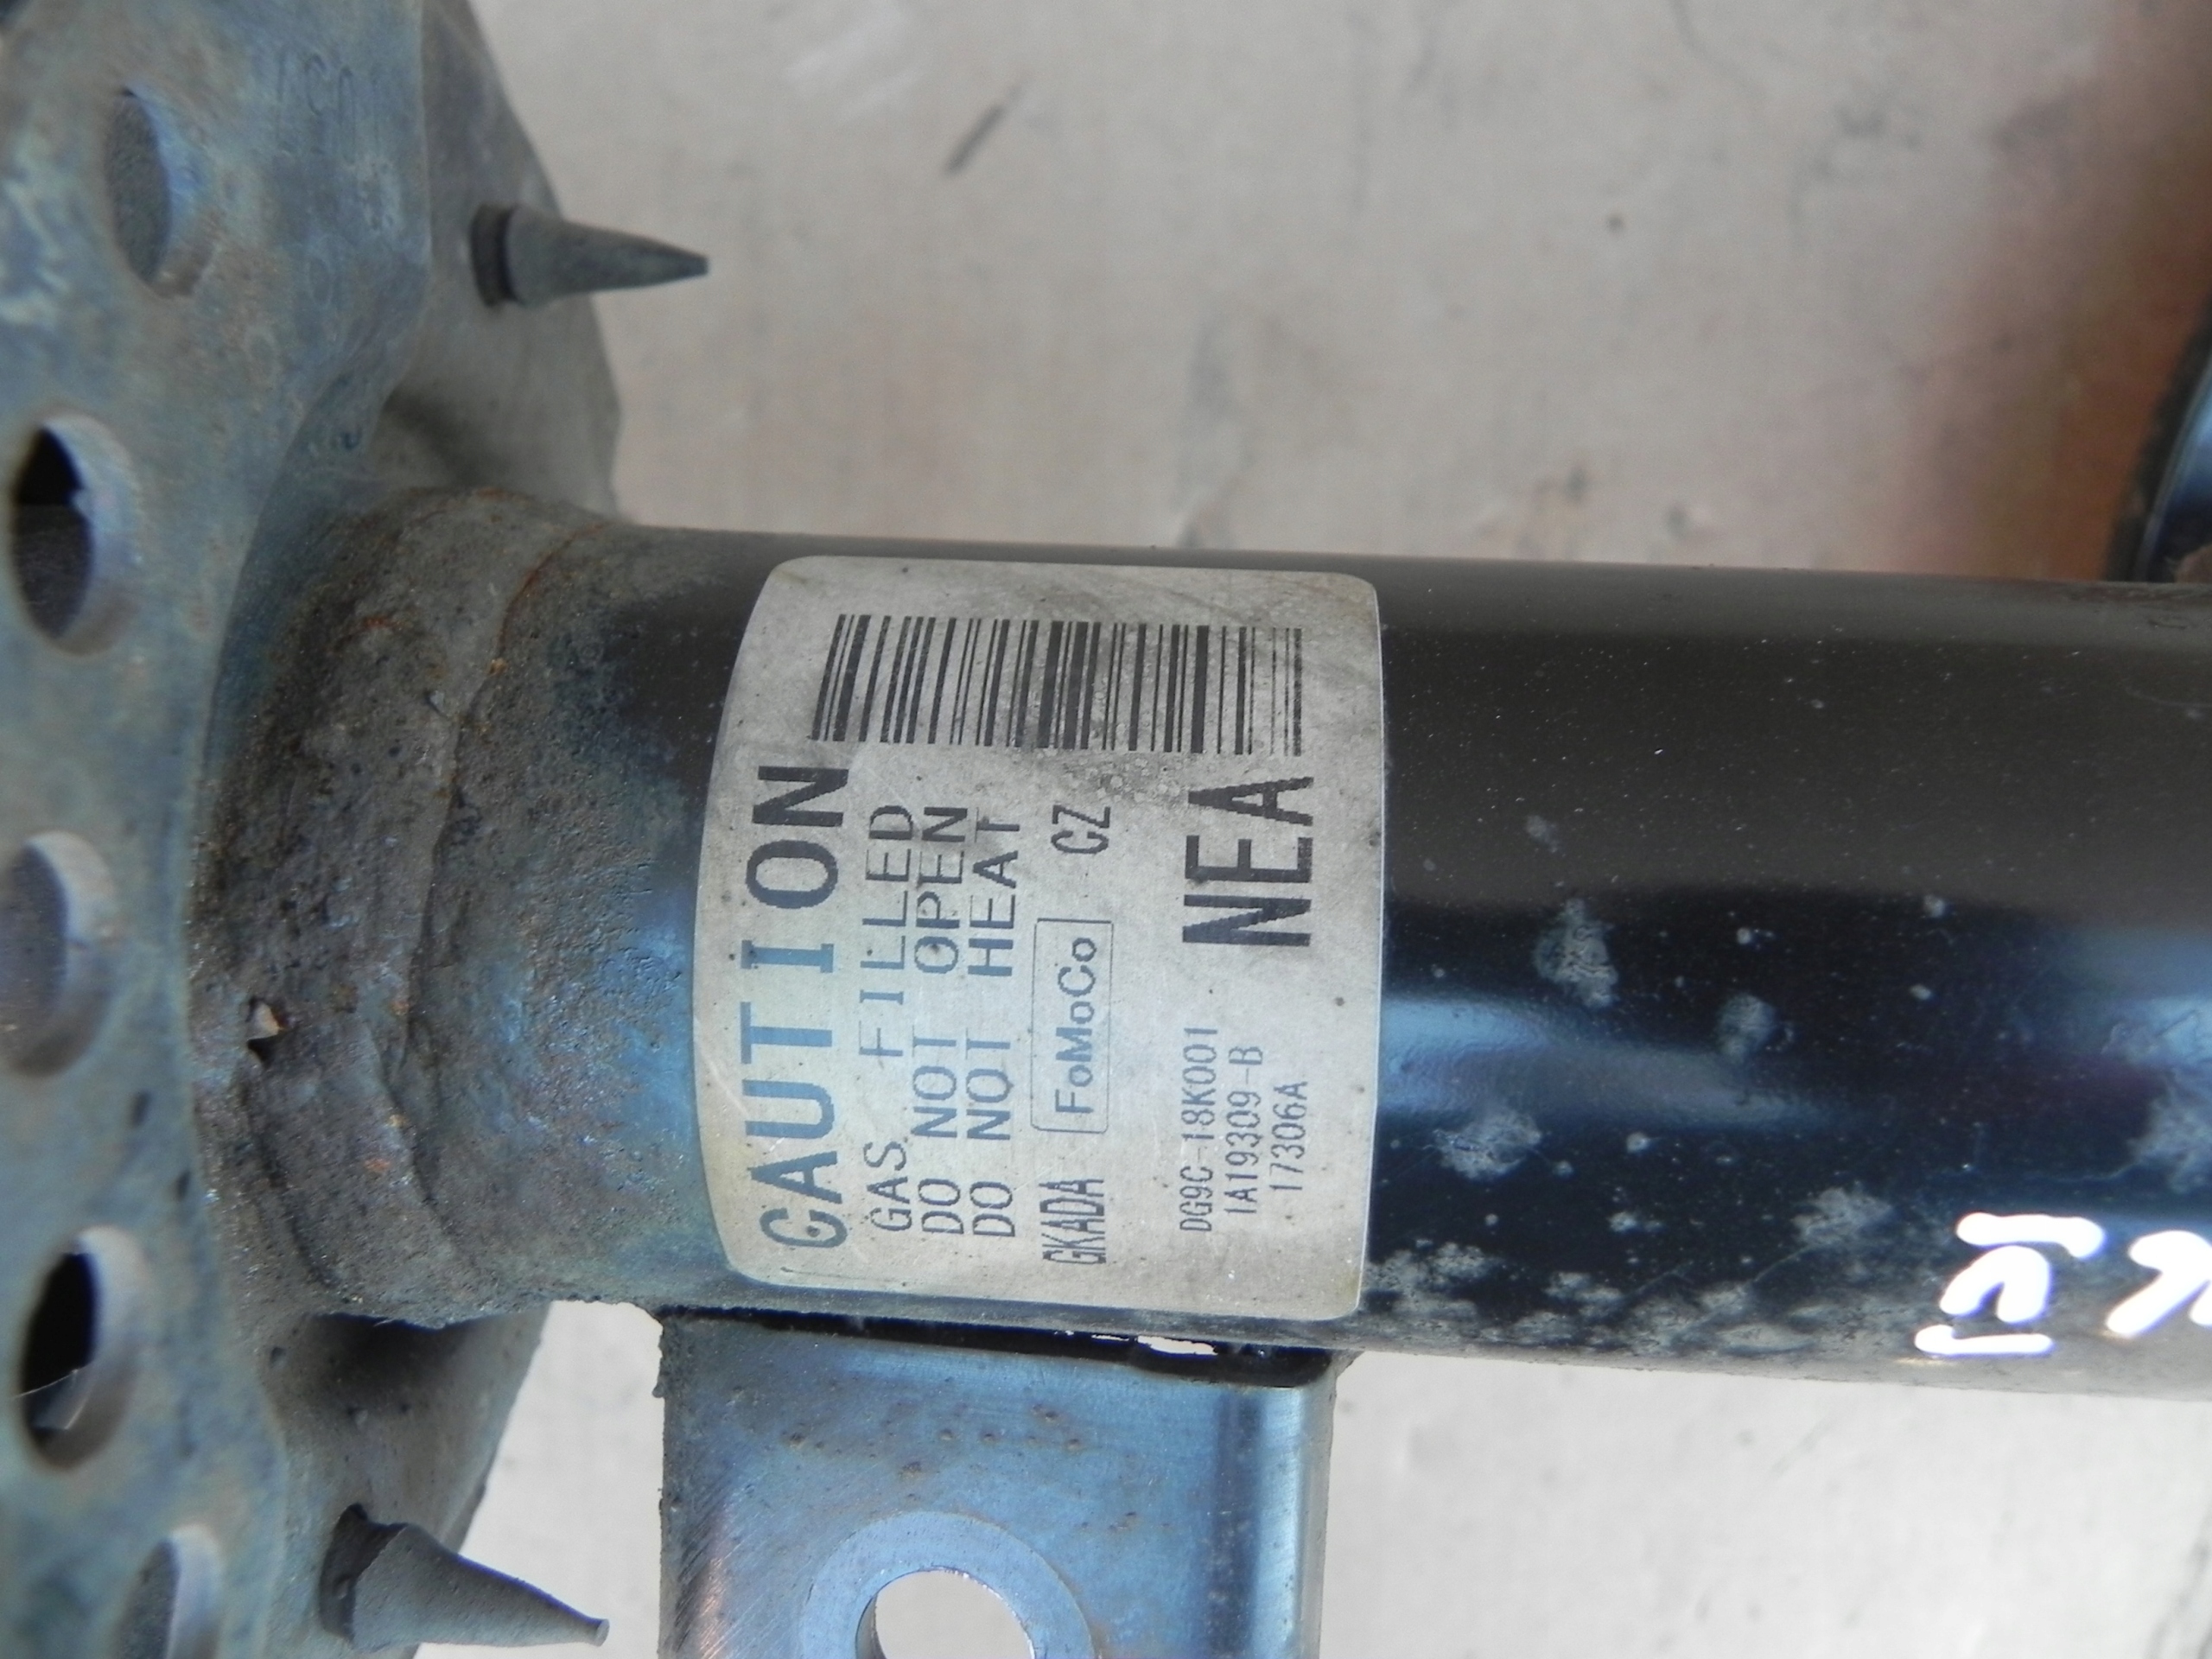 CAUTION
GAS FILLED
DO NOT OPEN
DO NOT HEAT
GKADA FoMoCo CZ
DG9C-18K001
1A19309-B
17306A
NEA